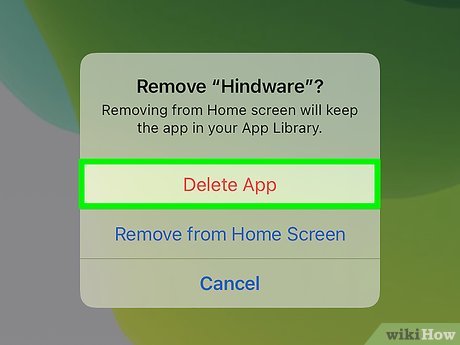 Remove “Hindware”?
Removing from Home screen will keep
the app in your App Library.
Delete App
Remove from Home Screen
Cancel
wikiHow